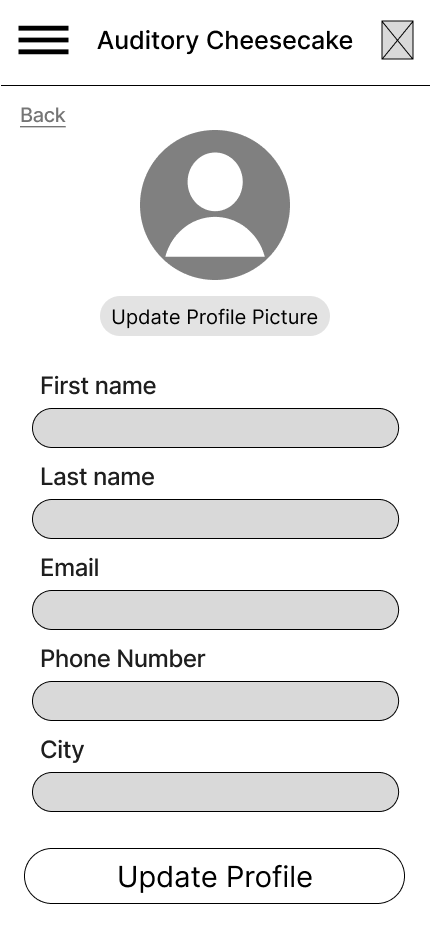 Auditory Cheesecake
Back
Update Profile Picture
First name
Last name
Email
Phone Number
City
Update Profile